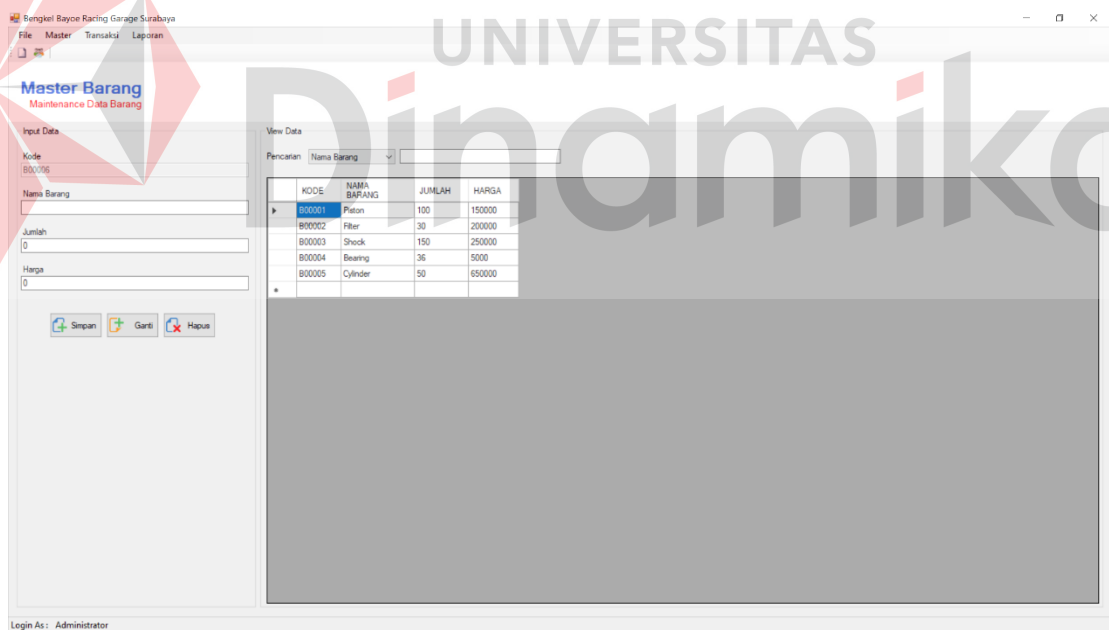 Bengkel Bayoe Racing Garage Surabaya
File Master Transaksi Laporan
UNIVERSITAS
Dinamika
Master Barang
Maintenance Data Barang
Input Data
Kode
B00006
Nama Barang
Jumlah
0
Harga
0
Simpan Ganti Hapus
View Data
Pencarian Nama Barang
KODE NAMA BARANG JUMLAH HARGA
B00001 Piston 100 150000
B00002 Filter 30 200000
B00003 Shock 150 250000
B00004 Bearing 36 5000
B00005 Cylinder 50 650000
Login As : Administrator